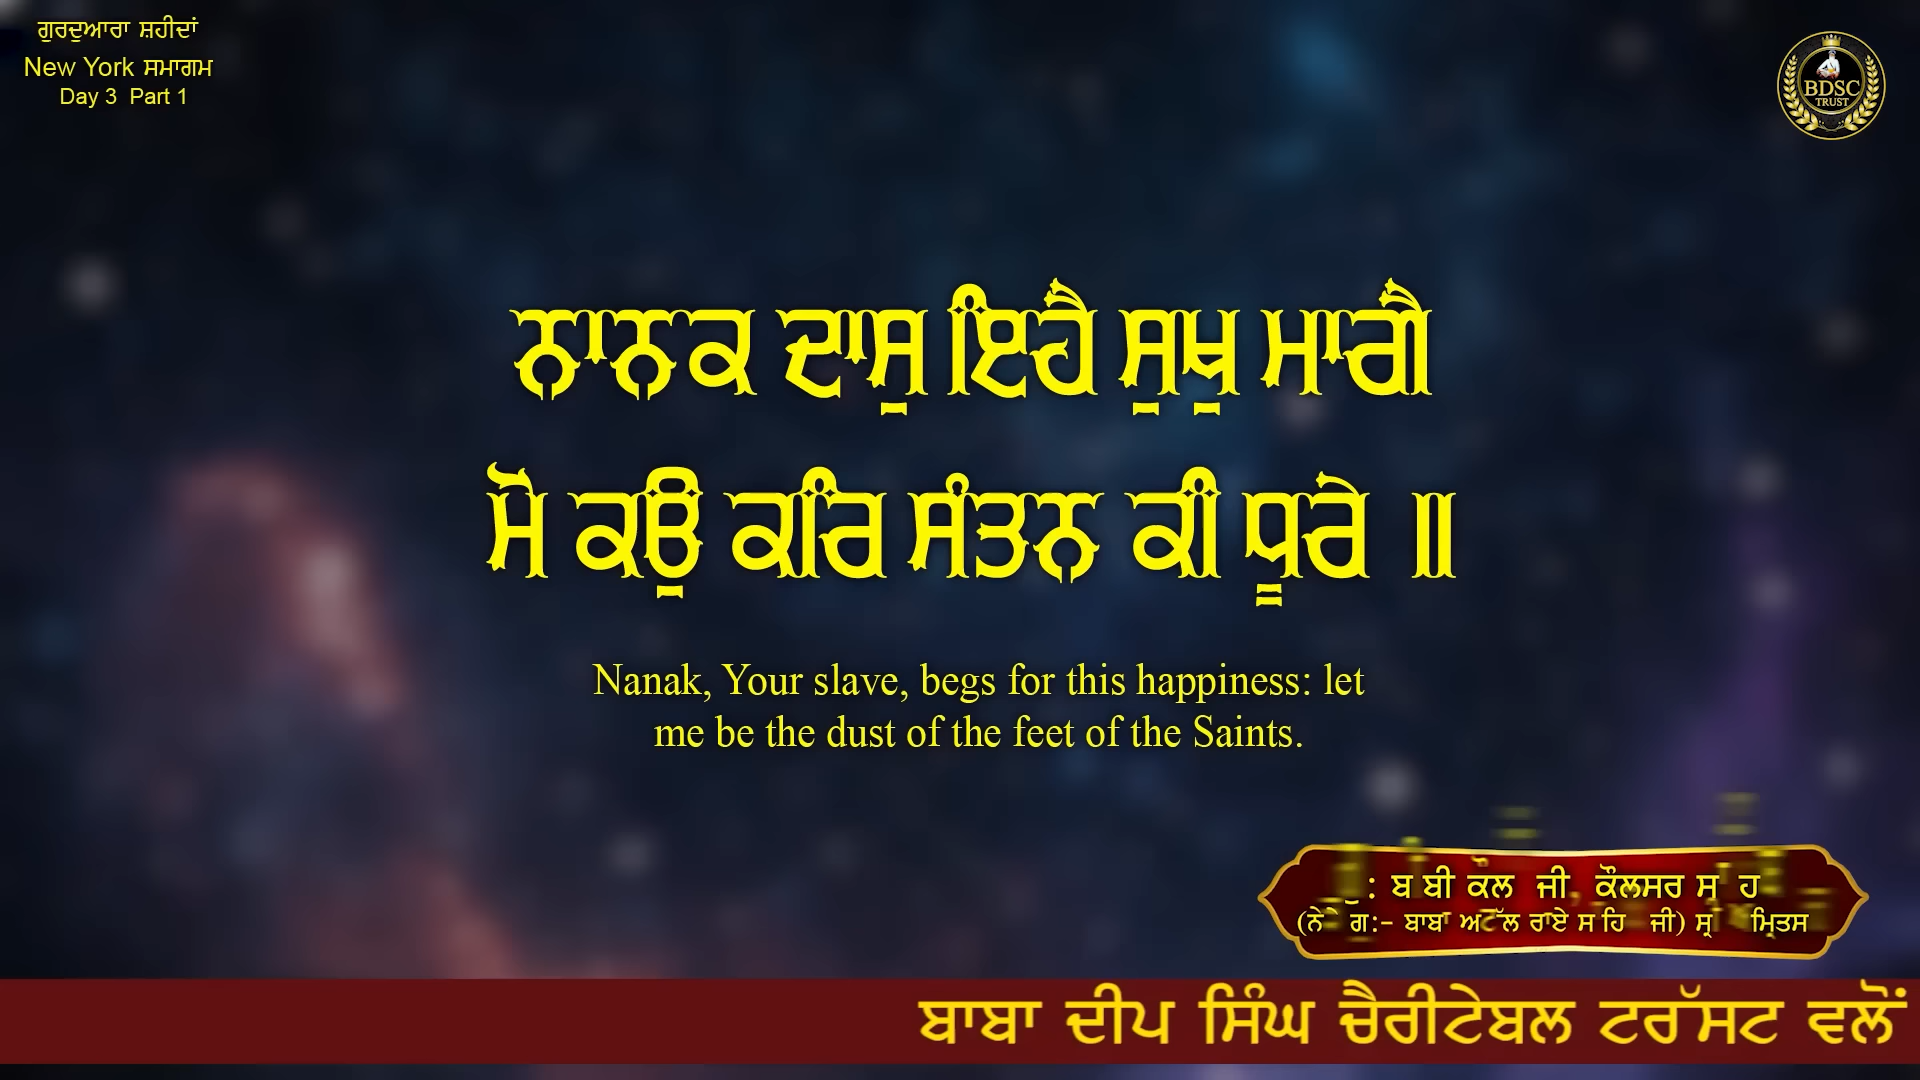 ਗੁਰਦੁਆਰਾ ਸ਼ਹੀਦਾਂ
New York ਸਮਾਗਮ
Day 3 Part 1
BDSC
TRUST
ਨਾਨਕ ਦਾਸੁ ਇਹੈ ਸੁਖੁ ਮਾਗੈ
ਮੋ ਕਉ ਕਰਿ ਸੰਤਨ ਕੀ ਧੂਰੇ ॥
Nanak, Your slave, begs for this happiness: let
me be the dust of the feet of the Saints.
ਜੀ, ਕੌਲਸਰ
ਬਾਬਾ ਅਟੱਲ ਰਾਏ ਜੀ)
ਬਾਬਾ ਦੀਪ ਸਿੰਘ ਚੈਰੀਟੇਬਲ ਟਰੱਸਟ ਵਲੋਂ